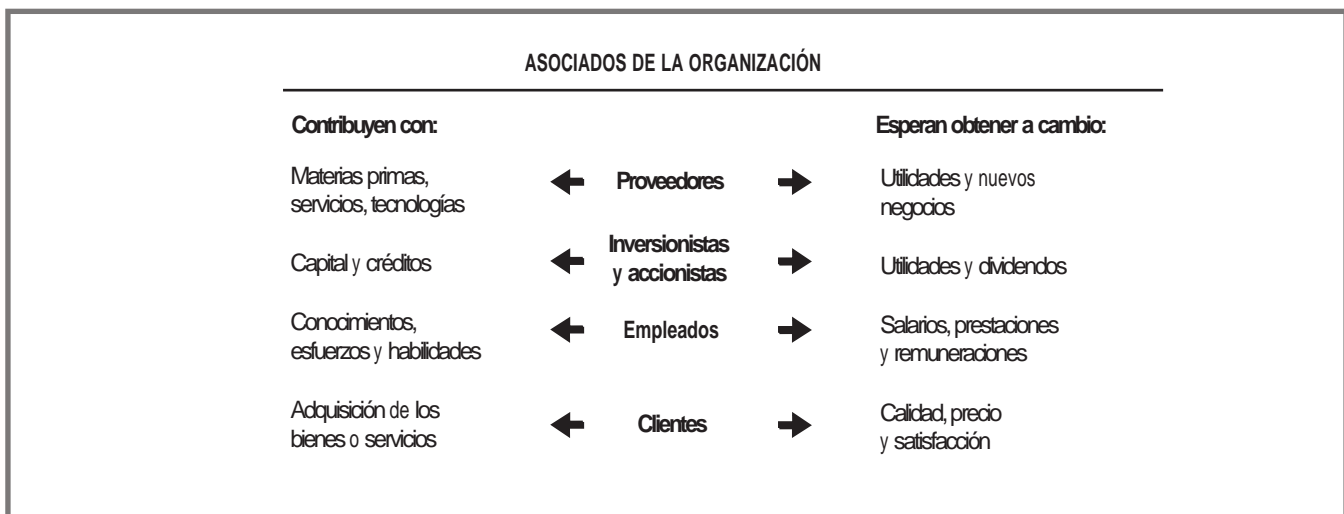 ASOCIADOS DE LA ORGANIZACIÓN
Contribuyen con:
Esperan obtener a cambio:
Materias primas,
servicios, tecnologías
Proveedores
Utilidades y nuevos
negocios
Capital y créditos
Inversionistas
y accionistas
Utilidades y dividendos
Conocimientos,
esfuerzos y habilidades
Empleados
Salarios, prestaciones
y remuneraciones
Adquisición de los
bienes o servicios
Clientes
Calidad, precio
y satisfacción